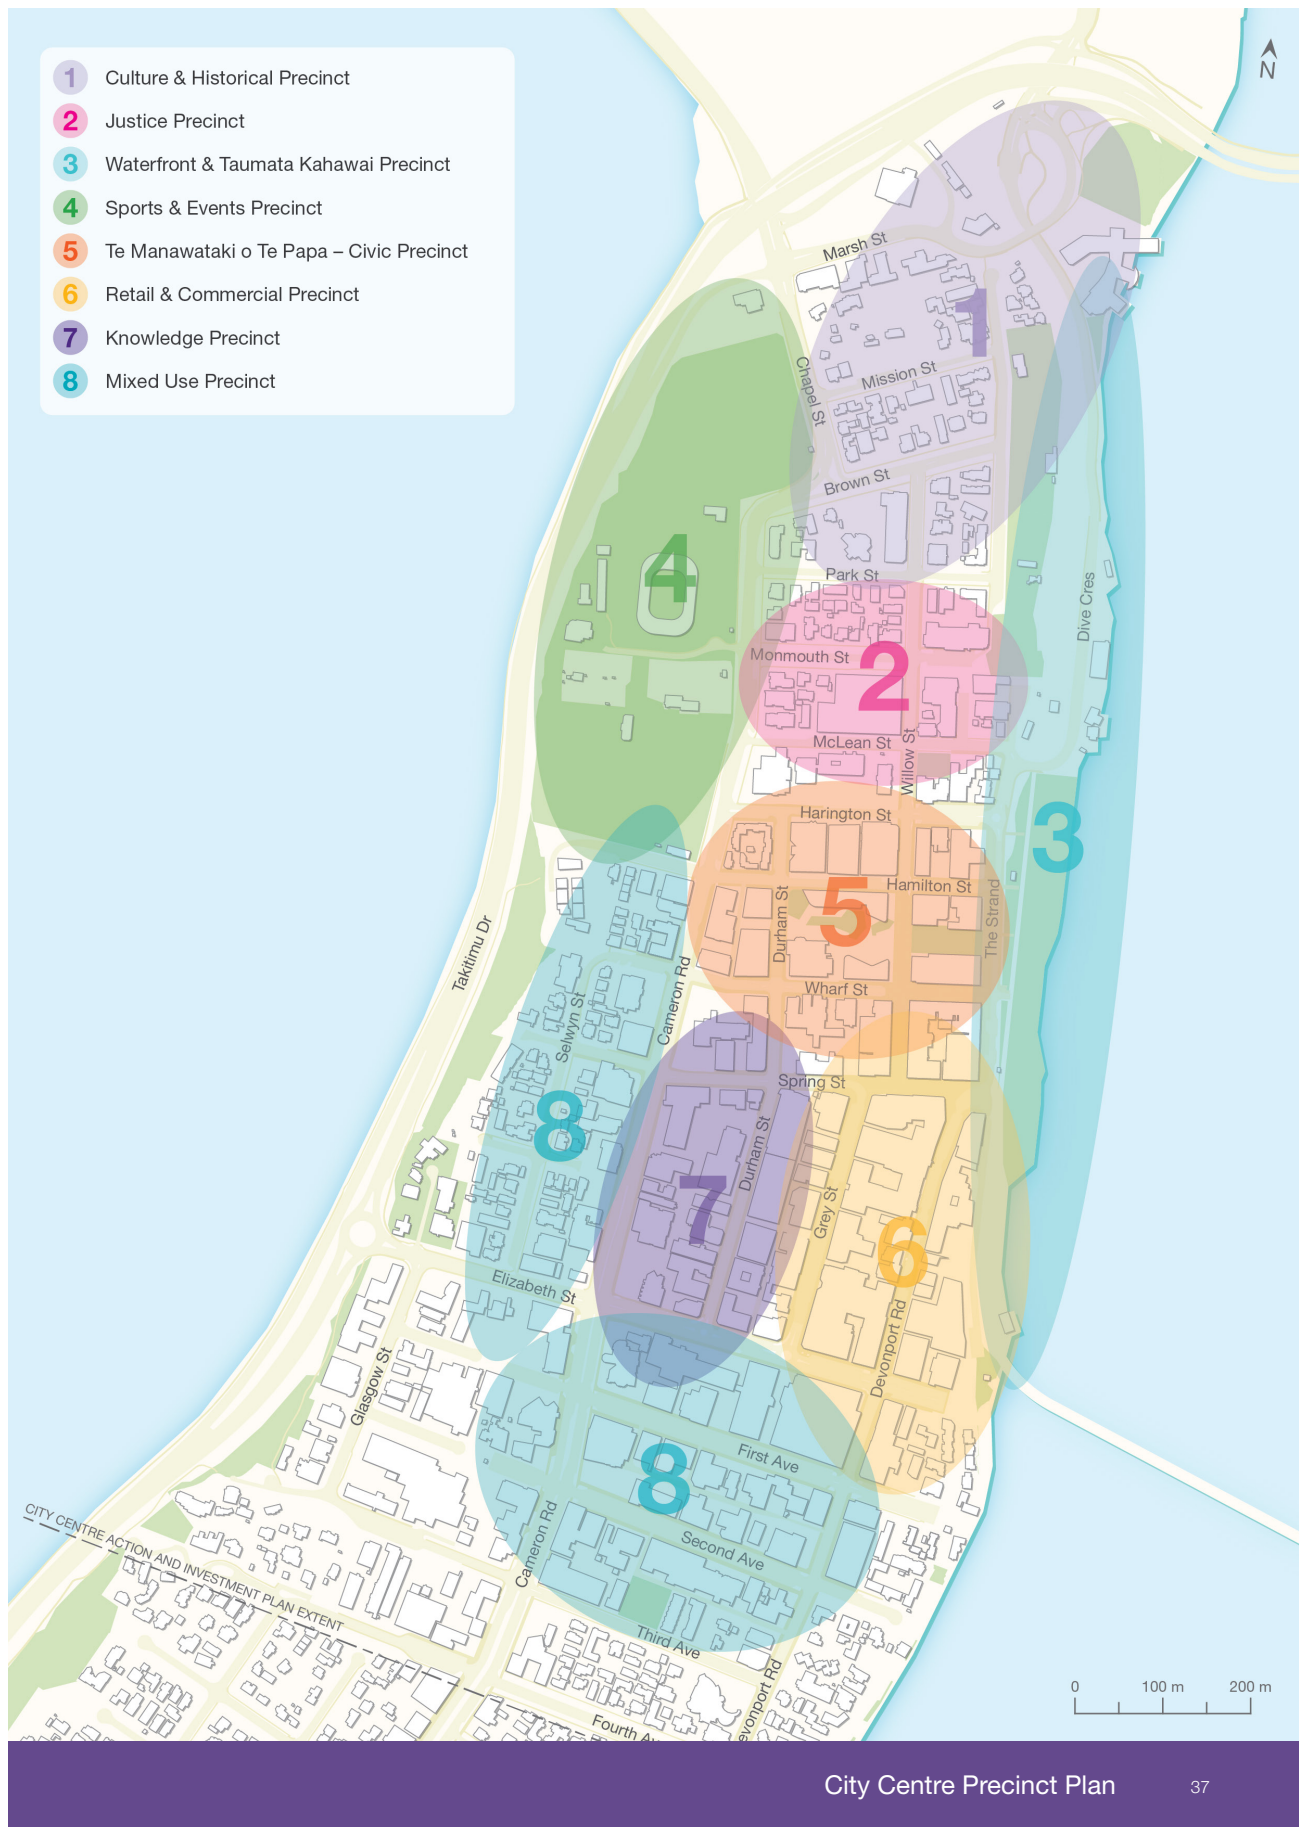 1 Culture & Historical Precinct
2 Justice Precinct
3 Waterfront & Taumata Kahawai Precinct
4 Sports & Events Precinct
5 Te Manawataki o Te Papa – Civic Precinct
6 Retail & Commercial Precinct
7 Knowledge Precinct
8 Mixed Use Precinct
N
Marsh St
1
Chapel St
Mission St
Brown St
4
Park St
Dive Cres
Monmouth St
2
McLean St
Willow St
3
Harington St
Hamilton St
5
Durham St
The Strand
Takitimu Dr
Cameron Rd
Wharf St
Selwyn St
Spring St
8
Durham St
7
Grey St
6
Elizabeth St
Devonport Rd
Glasgow St
First Ave
8
Cameron Rd
Second Ave
CITY CENTRE ACTION AND INVESTMENT PLAN EXTENT
Third Ave
evonport Rd
Fourth Av
0 100 m 200 m
City Centre Precinct Plan 37